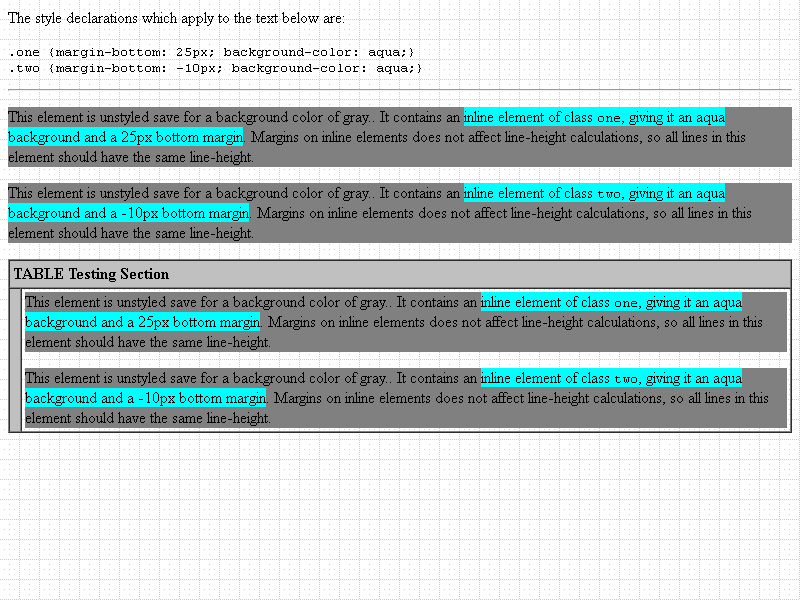 The style declarations which apply to the text below are:
.one {margin-bottom: 25px; background-color: aqua;}
.two {margin-bottom: -10px; background-color: aqua;}
This element is unstyled save for a background color of gray.. It contains an inline element of class one, giving it an aqua
background and a 25px bottom margin. Margins on inline elements does not affect line-height calculations, so all lines in this
element should have the same line-height.
This element is unstyled save for a background color of gray.. It contains an inline element of class two, giving it an aqua
background and a -10px bottom margin. Margins on inline elements does not affect line-height calculations, so all lines in this
element should have the same line-height.
TABLE Testing Section
This element is unstyled save for a background color of gray.. It contains an inline element of class one, giving it an aqua
background and a 25px bottom margin. Margins on inline elements does not affect line-height calculations, so all lines in this
element should have the same line-height.
This element is unstyled save for a background color of gray.. It contains an inline element of class two, giving it an aqua
background and a -10px bottom margin. Margins on inline elements does not affect line-height calculations, so all lines in this
element should have the same line-height.